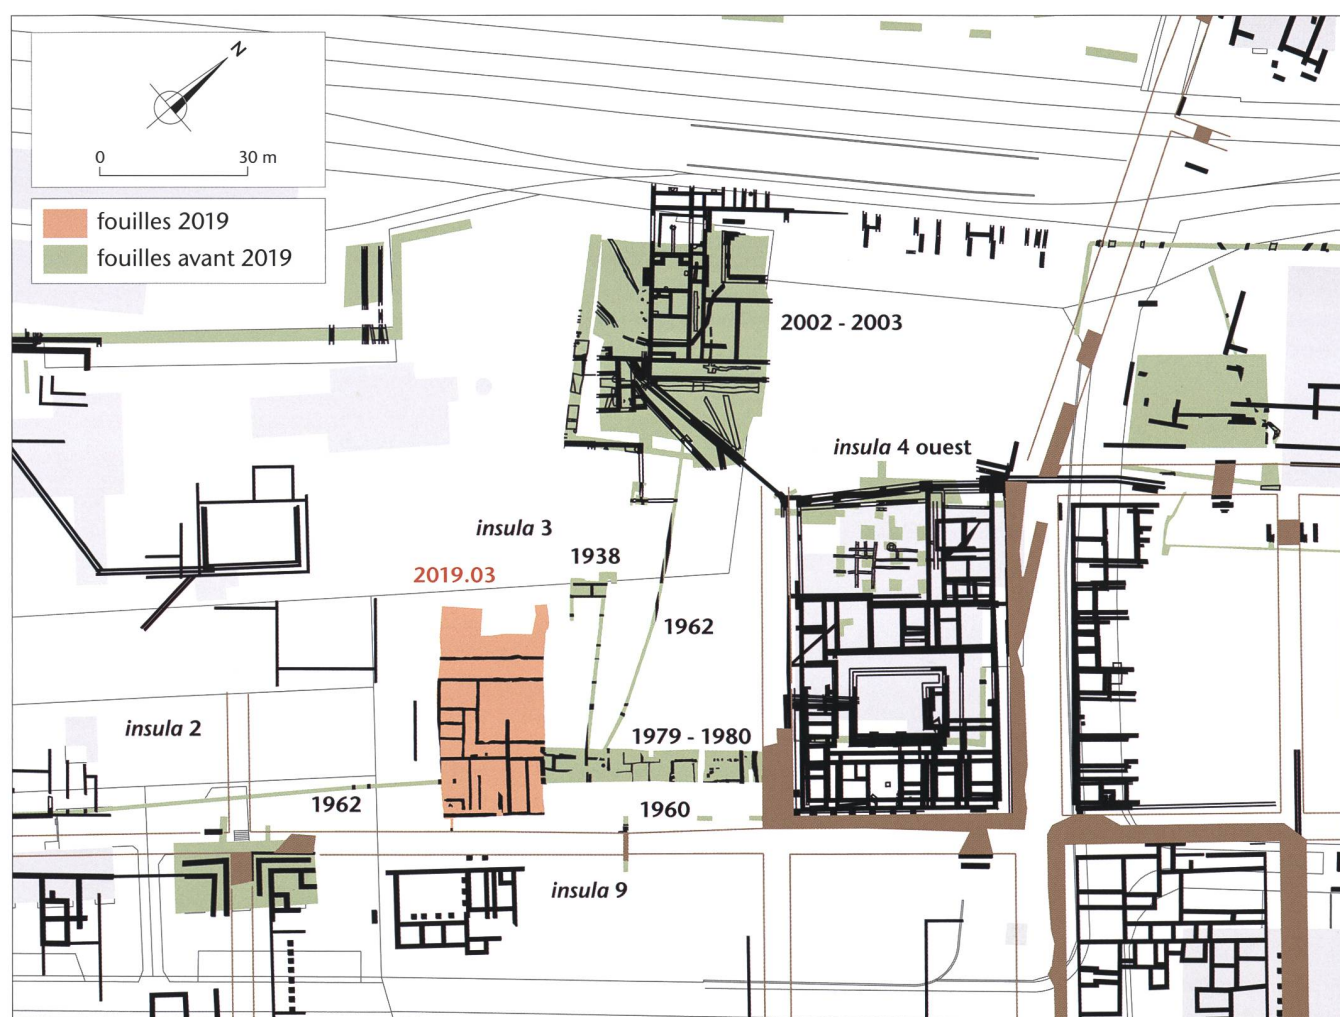 N
0 30 m
fouilles 2019
fouilles avant 2019
2002 - 2003
insula 4 ouest
insula 3
1938
2019.03
1962
insula 2
1979 - 1980
1962
1960
insula 9